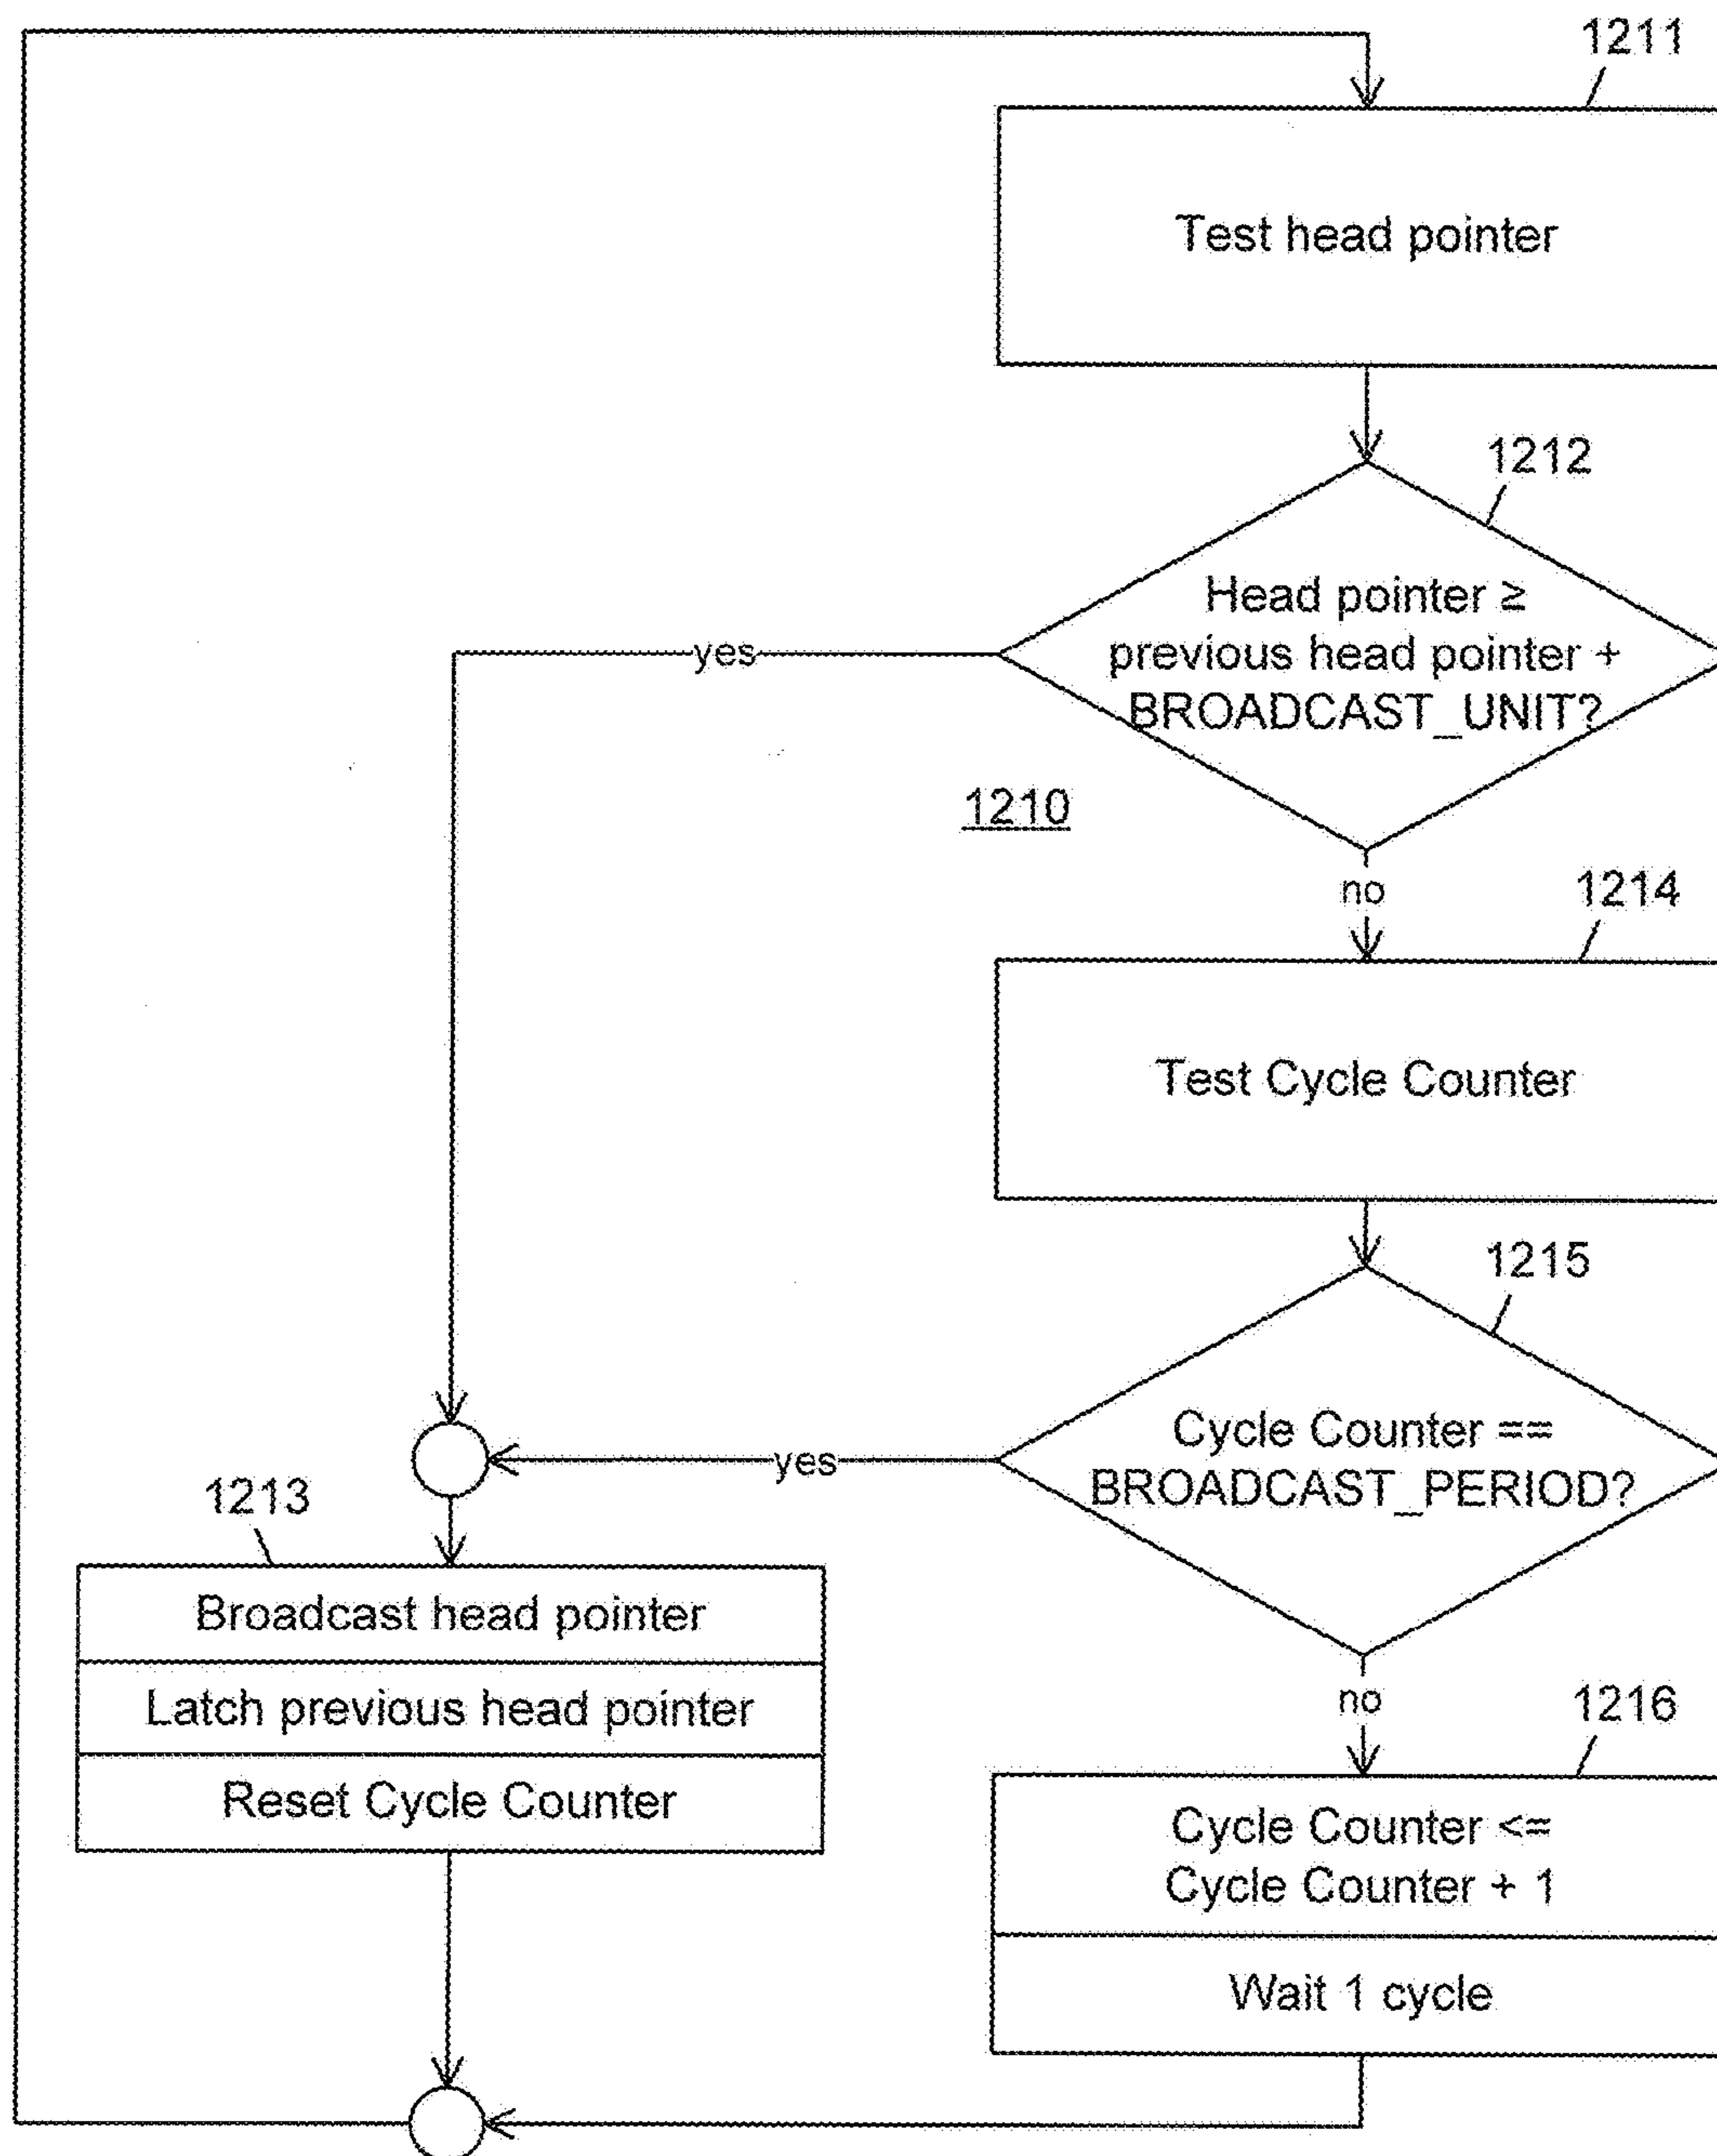 1211
Test head pointer
1212
Head pointer ≥
previous head pointer +
BROADCAST_UNIT?
yes
1210
no
1214
Test Cycle Counter
1215
Cycle Counter ==
BROADCAST_PERIOD?
yes
1213
Broadcast head pointer
Latch previous head pointer
Reset Cycle Counter
no
1216
Cycle Counter <=
Cycle Counter + 1
Wait 1 cycle